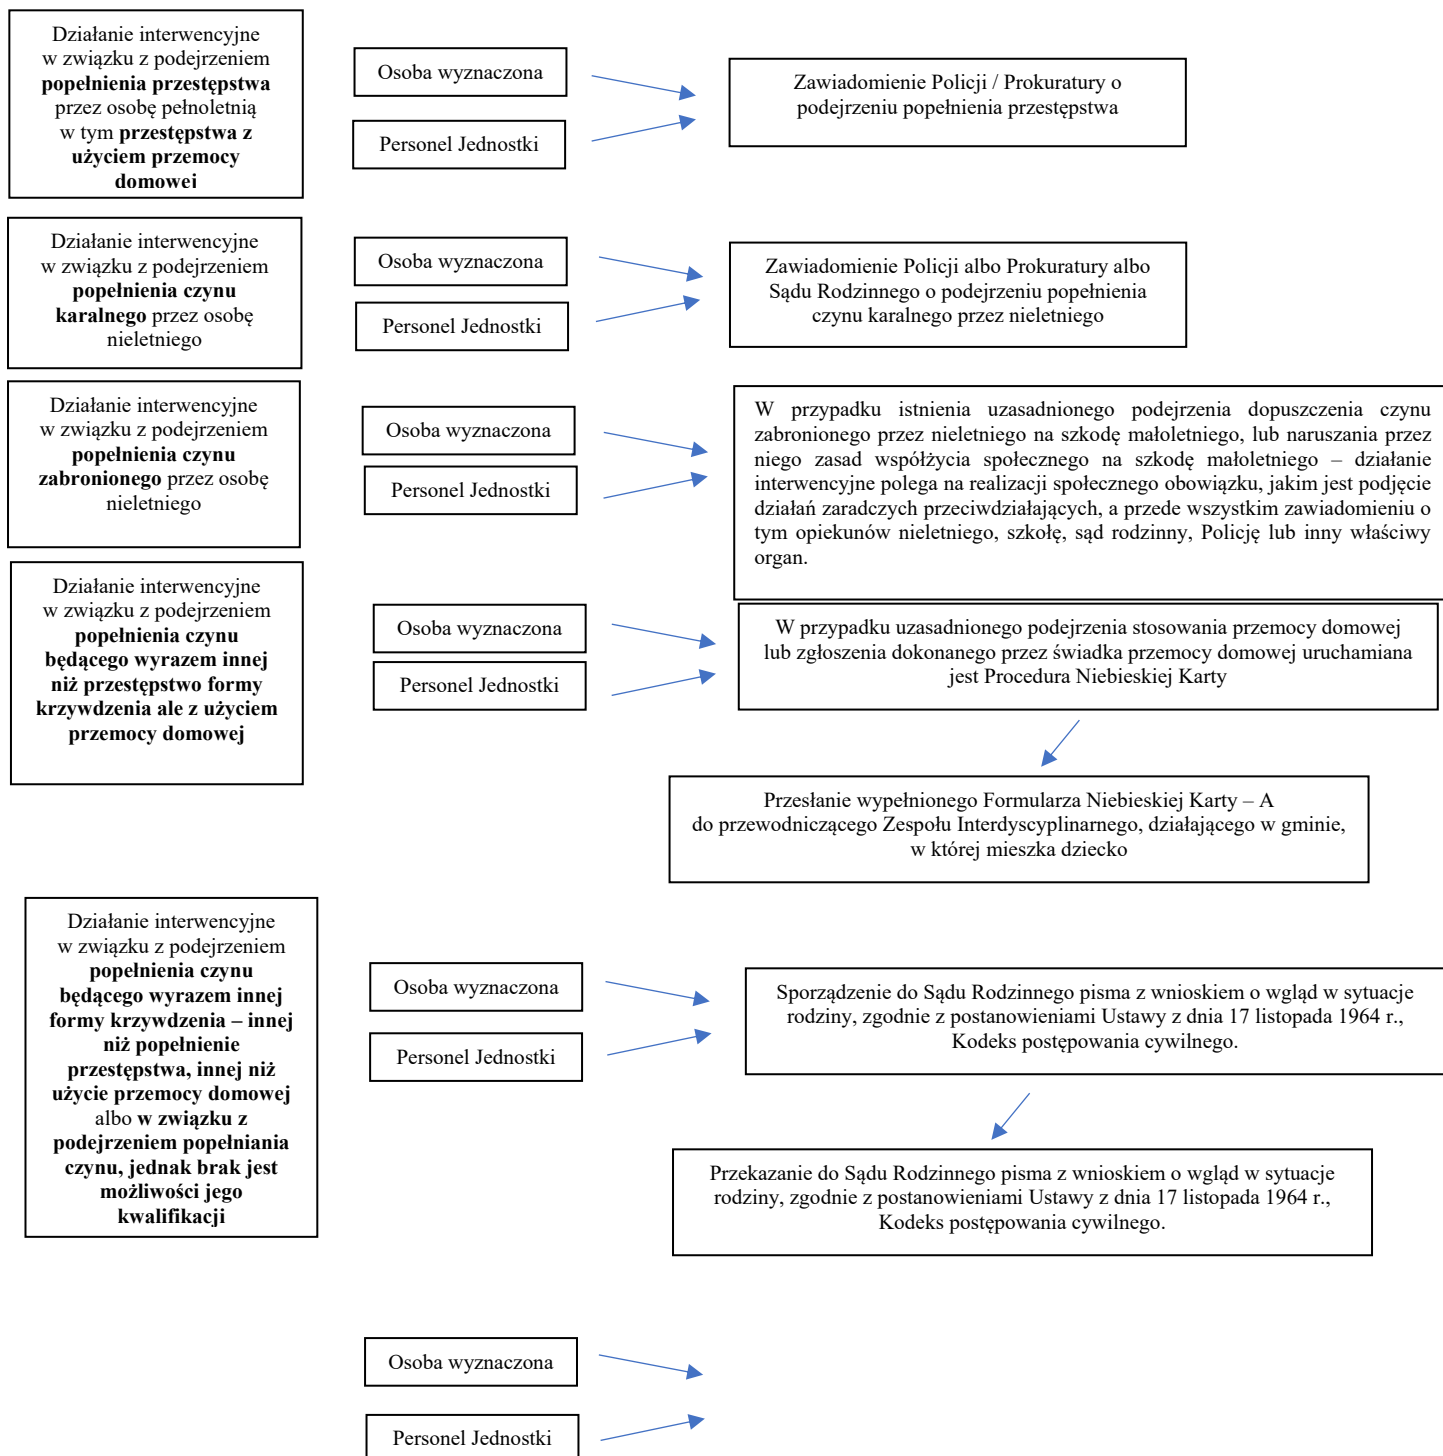 Działanie interwencyjne
w związku z podejrzeniem
popełnienia przestępstwa
przez osobę pełnoletnią
w tym przestępstwa z
użyciem przemocy
domowej
Osoba wyznaczona
Personel Jednostki
Zawiadomienie Policji / Prokuratury o
podejrzeniu popełnienia przestępstwa
Działanie interwencyjne
w związku z podejrzeniem
popełnienia czynu
karalnego przez osobę
nieletniego
Osoba wyznaczona
Personel Jednostki
Zawiadomienie Policji albo Prokuratury albo
Sądu Rodzinnego o podejrzeniu popełnienia
czynu karalnego przez nieletniego
Działanie interwencyjne
w związku z podejrzeniem
popełnienia czynu
zabronionego przez osobę
nieletniego
Osoba wyznaczona
Personel Jednostki
W przypadku istnienia uzasadnionego podejrzenia dopuszczenia czynu
zabronionego przez nieletniego na szkodę małoletniego, lub naruszania przez
niego zasad współżycia społecznego na szkodę małoletniego – działanie
interwencyjne polega na realizacji społecznego obowiązku, jakim jest podjęcie
działań zaradczych przeciwdziałających, a przede wszystkim zawiadomieniu o
tym opiekunów nieletniego, szkołę, sąd rodzinny, Policję lub inny właściwy
organ.
Działanie interwencyjne
w związku z podejrzeniem
popełnienia czynu
będącego wyrazem innej
niż przestępstwo formy
krzywdzenia ale z użyciem
przemocy domowej
Osoba wyznaczona
Personel Jednostki
W przypadku uzasadnionego podejrzenia stosowania przemocy domowej
lub zgłoszenia dokonanego przez świadka przemocy domowej uruchamiana
jest Procedura Niebieskiej Karty
Przesłanie wypełnionego Formularza Niebieskiej Karty – A
do przewodniczącego Zespołu Interdyscyplinarnego, działającego w gminie,
w której mieszka dziecko
Działanie interwencyjne
w związku z podejrzeniem
popełnienia czynu
będącego wyrazem innej
formy krzywdzenia – innej
niż popełnienie
przestępstwa, innej niż
użycie przemocy domowej
albo w związku z
podejrzeniem popełniania
czynu, jednak brak jest
możliwości jego
kwalifikacji
Osoba wyznaczona
Personel Jednostki
Sporządzenie do Sądu Rodzinnego pisma z wnioskiem o wgląd w sytuacje
rodziny, zgodnie z postanowieniami Ustawy z dnia 17 listopada 1964 r.,
Kodeks postępowania cywilnego.
Przekazanie do Sądu Rodzinnego pisma z wnioskiem o wgląd w sytuacje
rodziny, zgodnie z postanowieniami Ustawy z dnia 17 listopada 1964 r.,
Kodeks postępowania cywilnego.
Osoba wyznaczona
Personel Jednostki